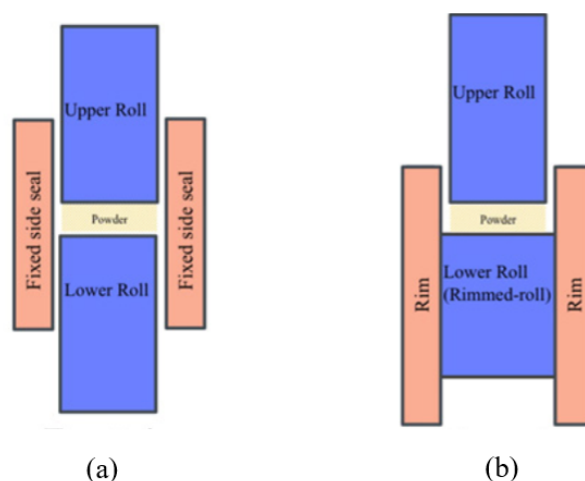 Upper Roll
Fixed side seal
Fixed side seal
Powder
Lower Roll
(a)
Upper Roll
Rim
Rim
Powder
Lower Roll
(Rimmed-roll)
(b)